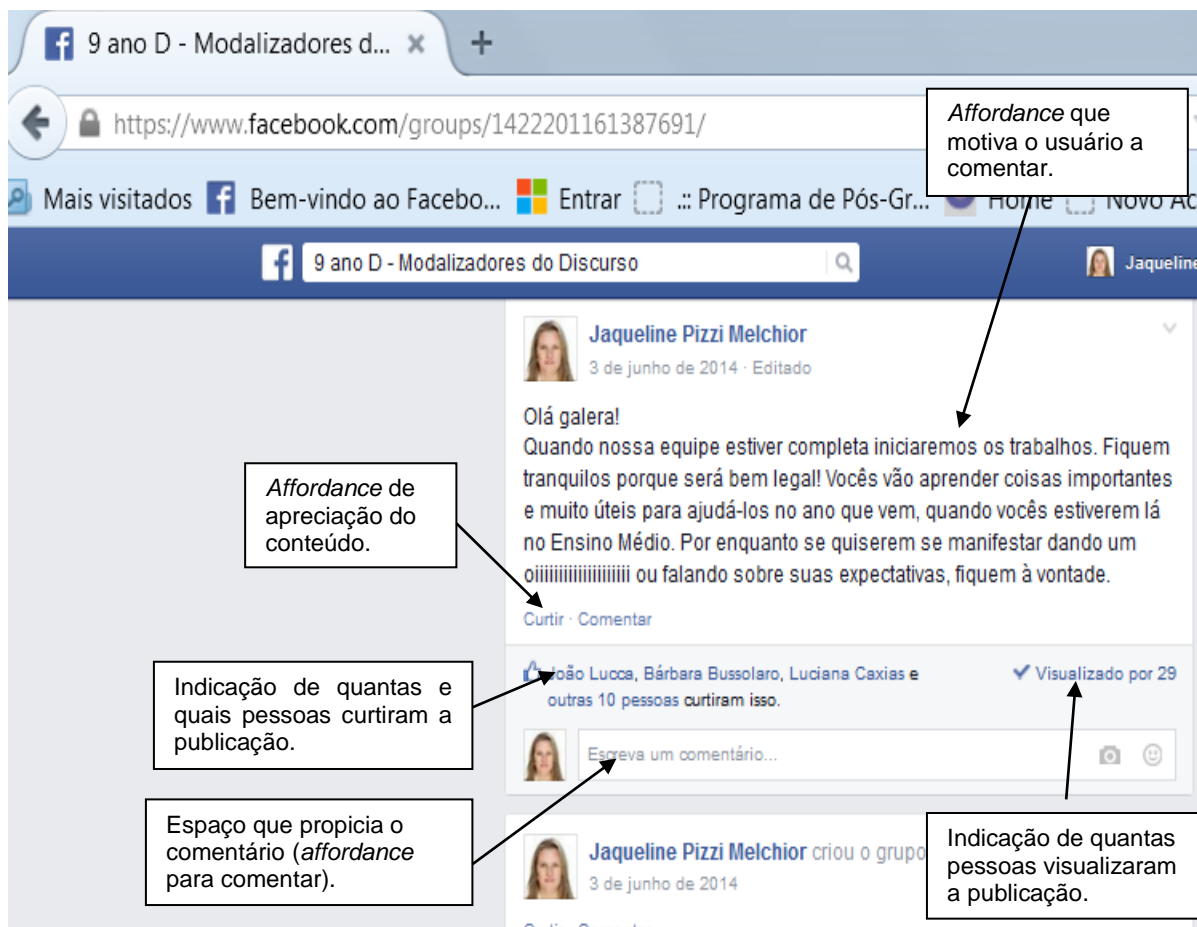 9 ano D - Modalizadores d...
https://www.facebook.com/groups/1422201161387691/
Affordance que
motiva o usuário a
comentar.
Mais visitados Bem-vindo ao Facebo... Entrar .:: Programa de Pós-Gr... Home Novo Ac
9 ano D - Modalizadores do Discurso
Jaqueline
Jaqueline Pizzi Melchior
3 de junho de 2014 · Editado
Olá galera!
Quando nossa equipe estiver completa iniciaremos os trabalhos. Fiquem
tranquilos porque será bem legal! Vocês vão aprender coisas importantes
e muito úteis para ajudá-los no ano que vem, quando vocês estiverem lá
no Ensino Médio. Por enquanto se quiserem se manifestar dando um
oiiiiiiiiiiiiiiiiiiiii ou falando sobre suas expectativas, fiquem à vontade.
Affordance de
apreciação do
conteúdo.
Curtir · Comentar
João Lucca, Bárbara Bussolaro, Luciana Caxias e
outras 10 pessoas curtiram isso.
Visualizado por 29
Indicação de quantas e
quais pessoas curtiram a
publicação.
Escreva um comentário...
Espaço que propicia o
comentário (affordance
para comentar).
Jaqueline Pizzi Melchior criou o grupo
3 de junho de 2014
Indicação de quantas
pessoas visualizaram
a publicação.
Curtir · Comentar